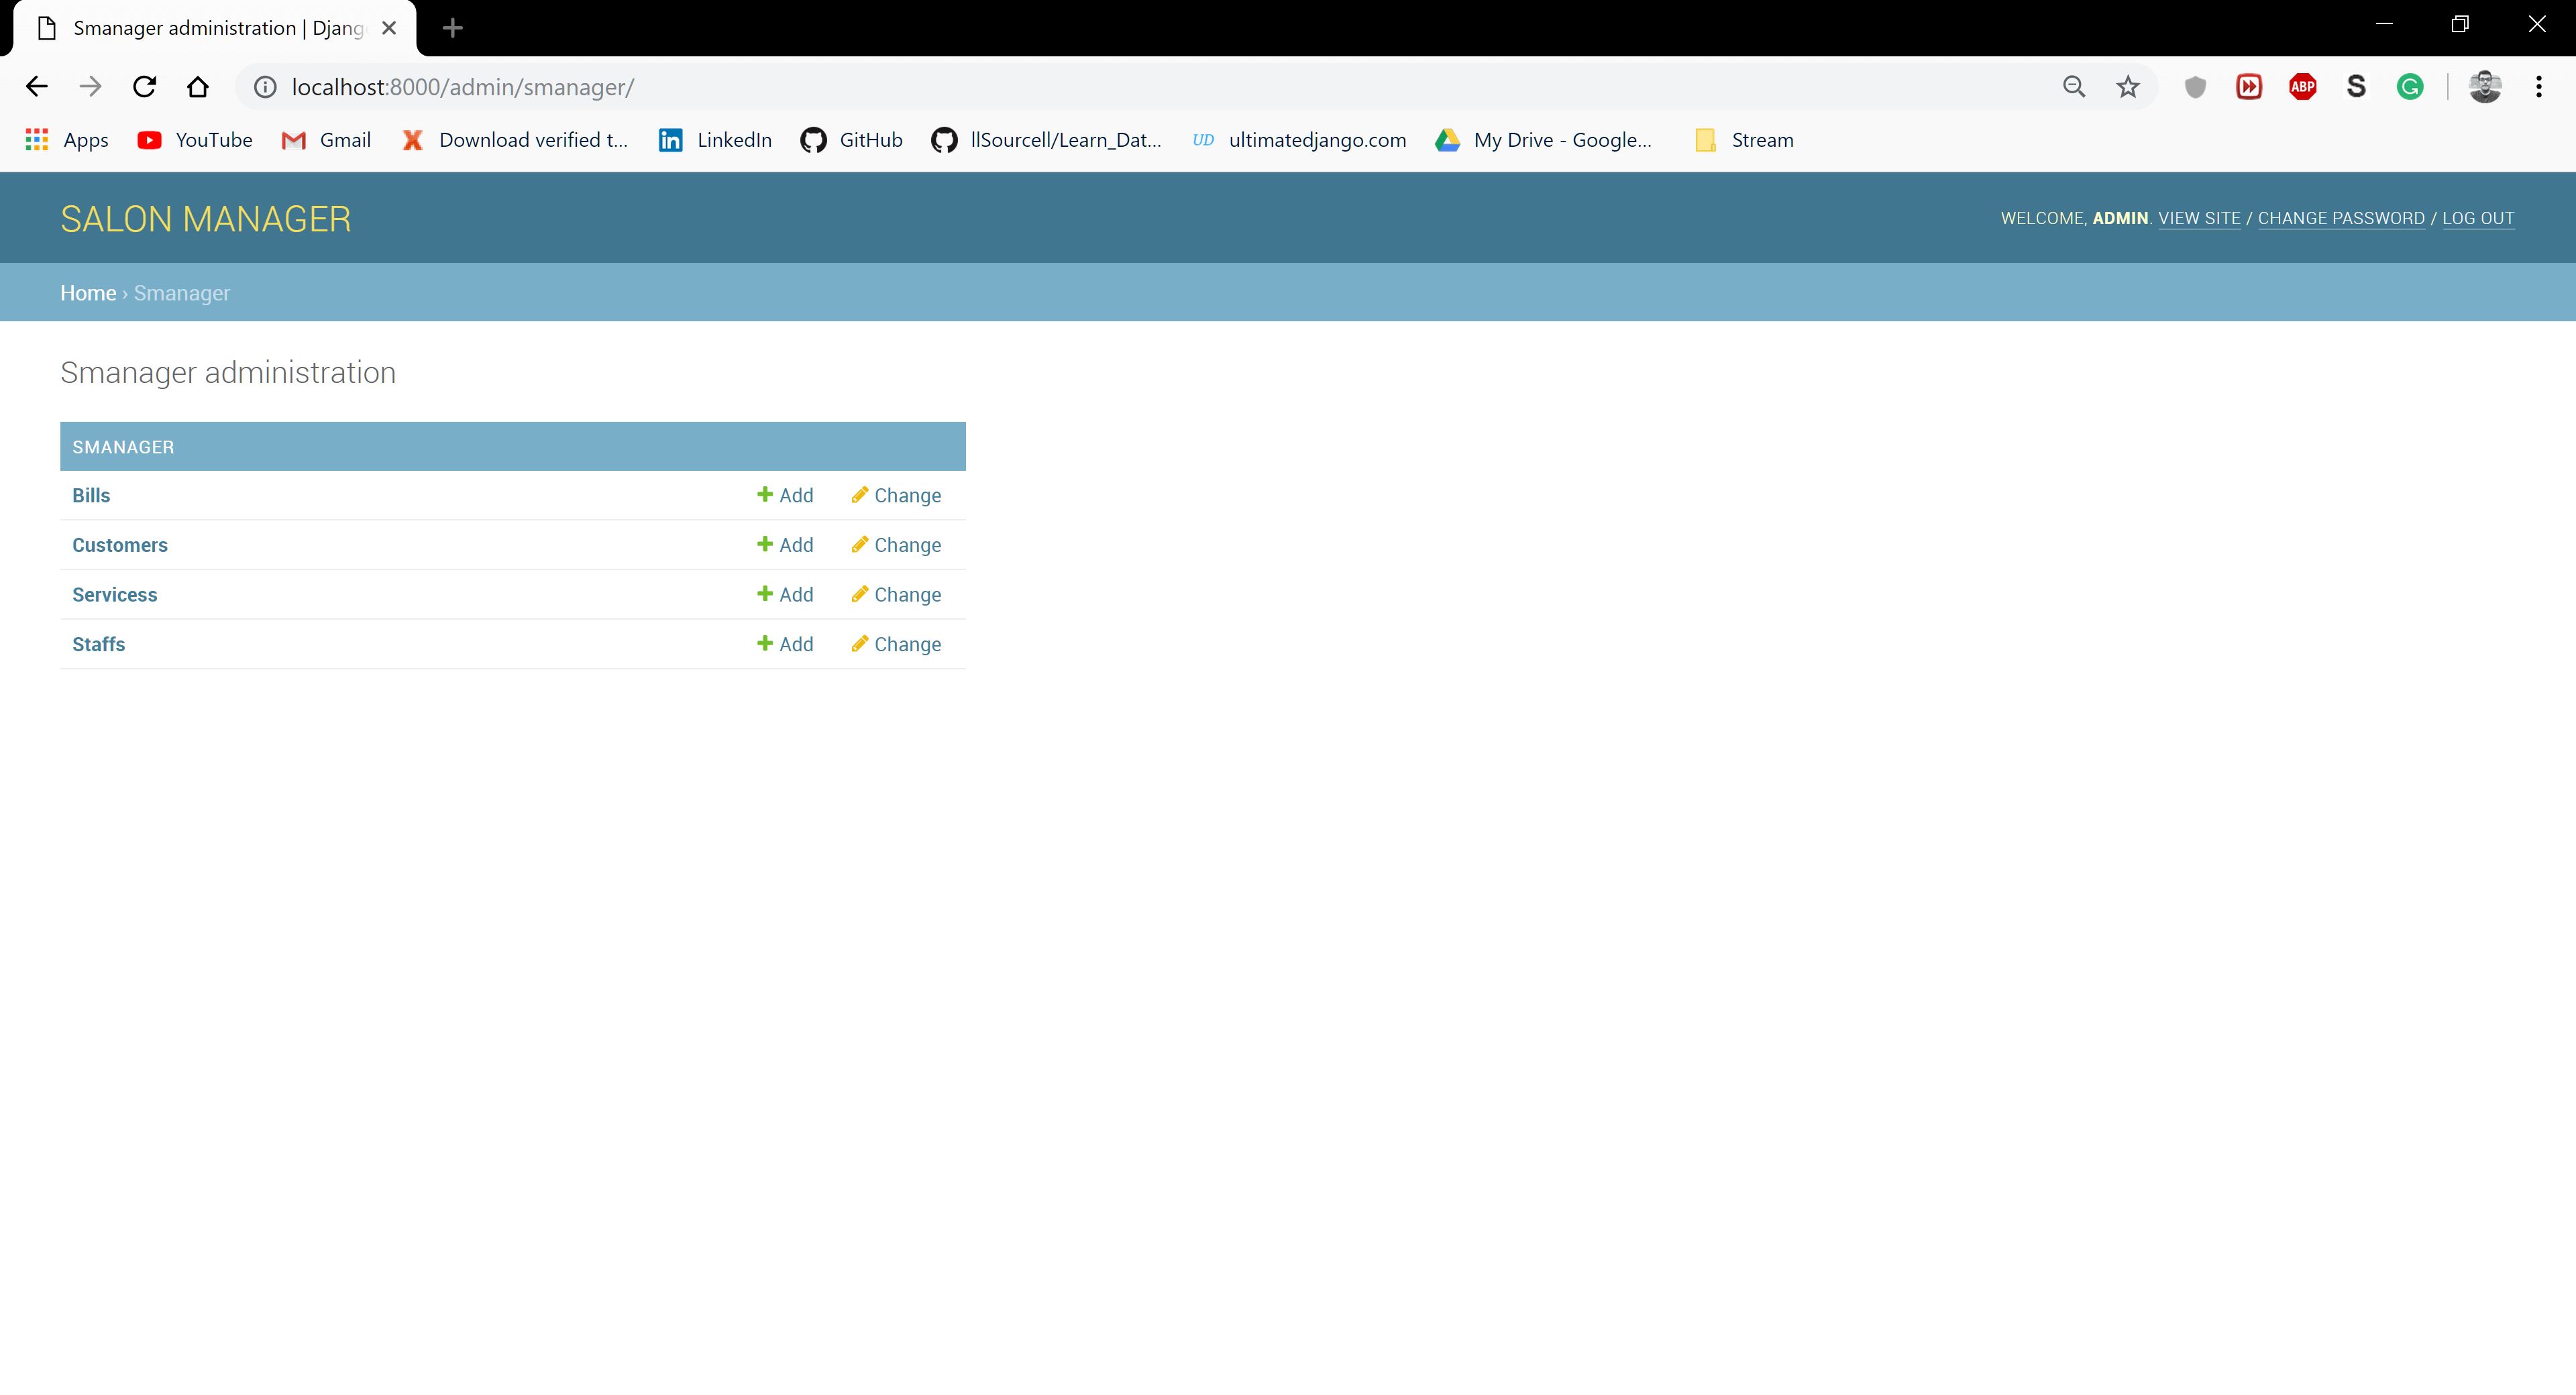 Smanager administration | Djang
localhost:8000/admin/smanager/
ABP S G
Apps YouTube Gmail X Download verified t... in LinkedIn GitHub llSourcell/Learn_Dat... UD ultimatedjango.com My Drive - Google... Stream
SALON MANAGER WELCOME, ADMIN. VIEW SITE / CHANGE PASSWORD / LOG OUT
Home › Smanager
Smanager administration
SMANAGER
Bills Add Change
Customers Add Change
Servicess Add Change
Staffs Add Change